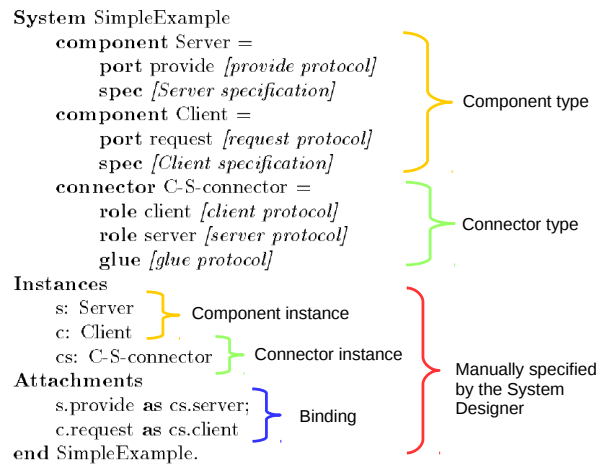 System SimpleExample
component Server =
port provide [provide protocol]
spec [Server specification]
component Client =
port request [request protocol]
spec [Client specification]
connector C-S-connector =
role client [client protocol]
role server [server protocol]
glue [glue protocol]
Instances
s: Server
c: Client
cs: C-S-connector
Attachments
s.provide as cs.server;
c.request as cs.client
end SimpleExample.
Component type
Connector type
Component instance
Connector instance
Binding
Manually specified
by the System
Designer